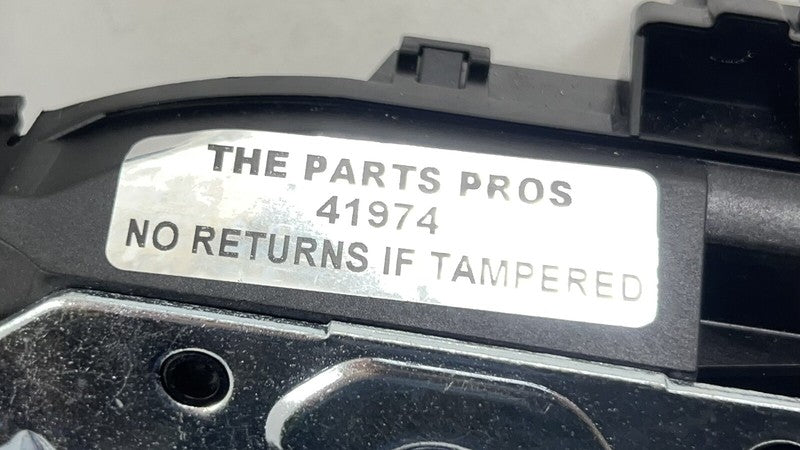 THE PARTS PROS
41974
NO RETURNS IF TAMPERED